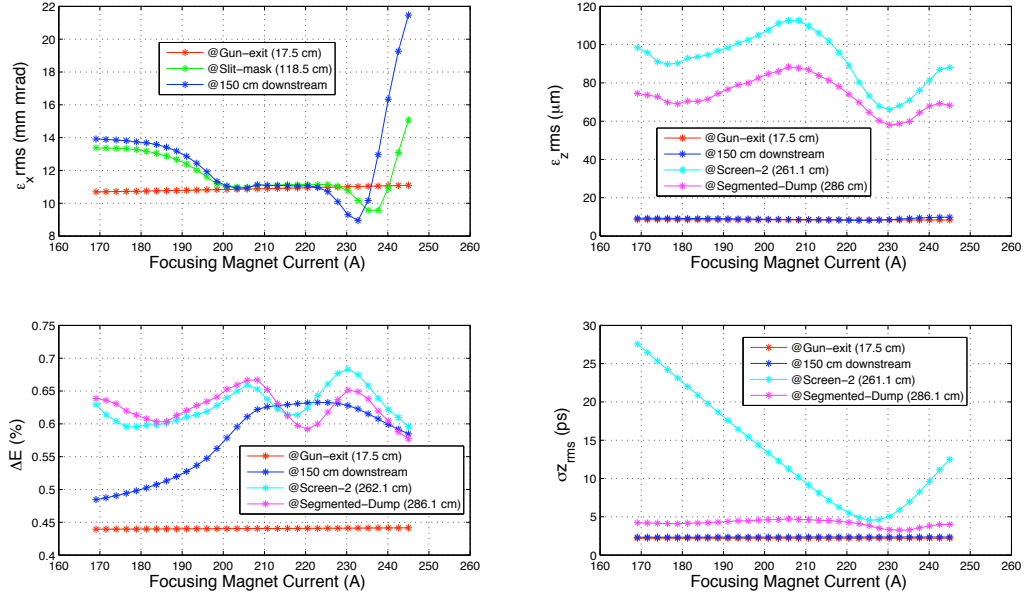 22
20
18
16
14
12
10
8
6
4
ε_x rms (mm mrad)
@Gun−exit (17.5 cm)
@Slit−mask (118.5 cm)
@150 cm downstream
160 170 180 190 200 210 220 230 240 250 260
Focusing Magnet Current (A)
120
100
80
60
40
20
0
ε_z rms (μm)
@Gun−exit (17.5 cm)
@150 cm downstream
@Screen−2 (261.1 cm)
@Segmented−Dump (286 cm)
160 170 180 190 200 210 220 230 240 250 260
Focusing Magnet Current (A)
0.75
0.7
0.65
0.6
0.55
0.5
0.45
0.4
ΔE (%)
@Gun−exit (17.5 cm)
@150 cm downstream
@Screen−2 (262.1 cm)
@Segmented−Dump (286.1 cm)
160 170 180 190 200 210 220 230 240 250 260
Focusing Magnet Current (A)
30
25
20
15
10
5
0
σz_rms (ps)
@Gun−exit (17.5 cm)
@150 cm downstream
@Screen−2 (261.1 cm)
@Segmented−Dump (286.1 cm)
160 170 180 190 200 210 220 230 240 250 260
Focusing Magnet Current (A)